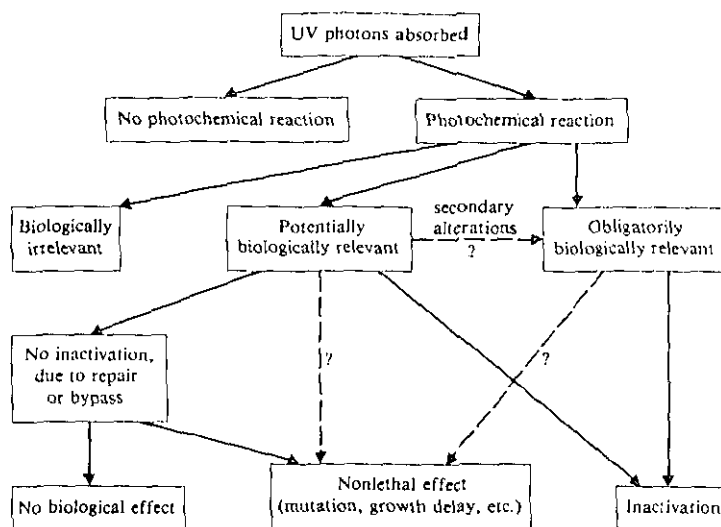 UV photons absorbed
No photochemical reaction
Photochemical reaction
Biologically
irrelevant
Potentially
biologically relevant
secondary
alterations
?
Obligatorily
biologically relevant
No inactivation,
due to repair
or bypass
?
?
No biological effect
Nonlethal effect
(mutation, growth delay, etc.)
Inactivation